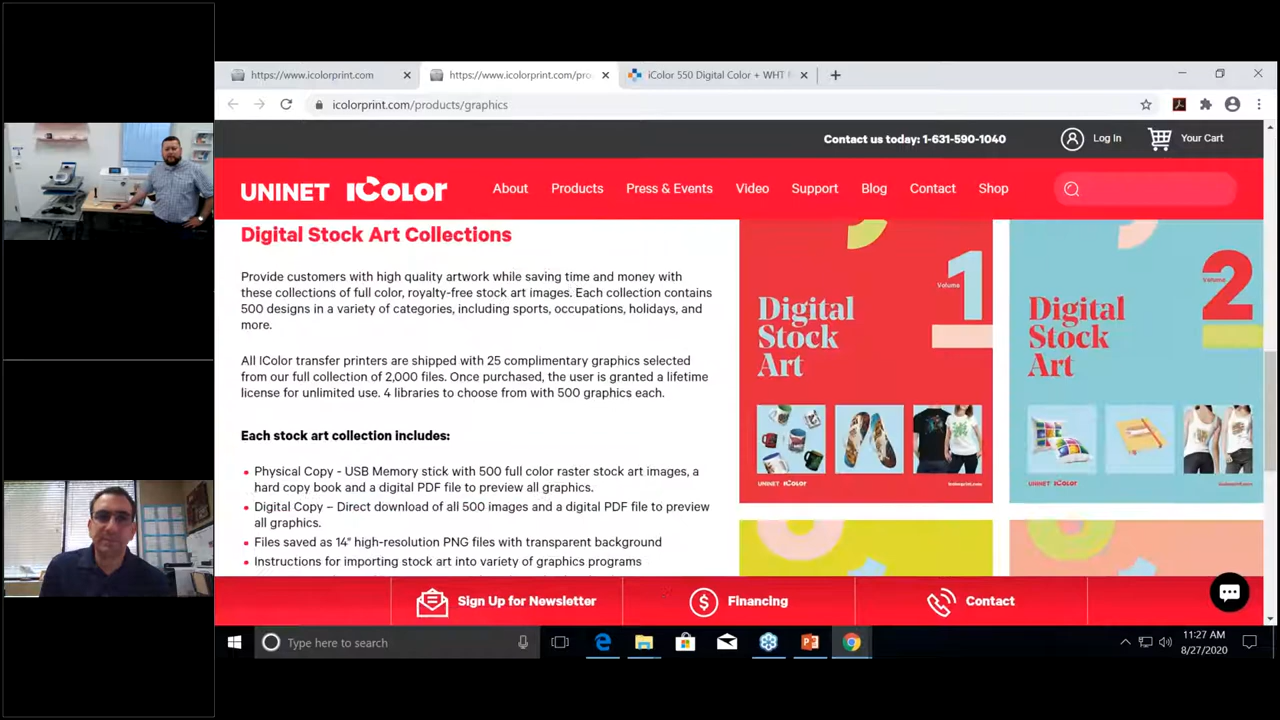 https://www.icolorprint.com
https://www.icolorprint.com/pro
iColor 550 Digital Color + WHT
icolorprint.com/products/graphics
Contact us today: 1-631-590-1040
Log In
Your Cart
UNINET IColor
About
Products
Press & Events
Video
Support
Blog
Contact
Shop
Digital Stock Art Collections
Provide customers with high quality artwork while saving time and money with
these collections of full color, royalty-free stock art images. Each collection contains
500 designs in a variety of categories, including sports, occupations, holidays, and
more.
All IColor transfer printers are shipped with 25 complimentary graphics selected
from our full collection of 2,000 files. Once purchased, the user is granted a lifetime
license for unlimited use. 4 libraries to choose from with 500 graphics each.
Each stock art collection includes:
Physical Copy - USB Memory stick with 500 full color raster stock art images, a
hard copy book and a digital PDF file to preview all graphics.
Digital Copy – Direct download of all 500 images and a digital PDF file to preview
all graphics.
Files saved as 14" high-resolution PNG files with transparent background
Instructions for importing stock art into variety of graphics programs
Volume 1
Digital
Stock
Art
UNINET IColor
Volume 2
Digital
Stock
Art
UNINET IColor
Sign Up for Newsletter
Financing
Contact
Type here to search
11:27 AM
8/27/2020